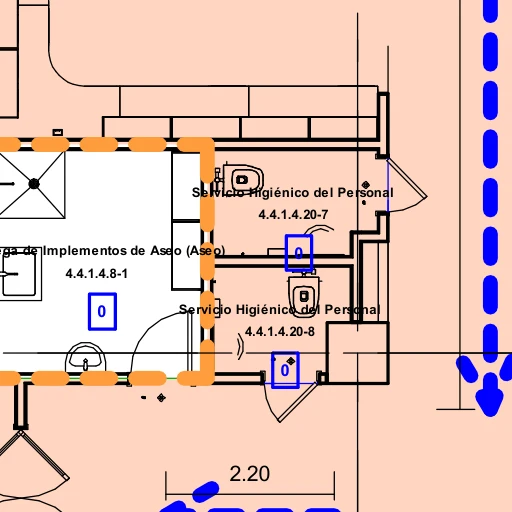 Servicio Higiénico del Personal
4.4.1.4.20-7
ega de Implementos de Aseo (Aseo)
0
4.4.1.4.8-1
Servicio Higiénico del Personal
0
4.4.1.4.20-8
0
2.20